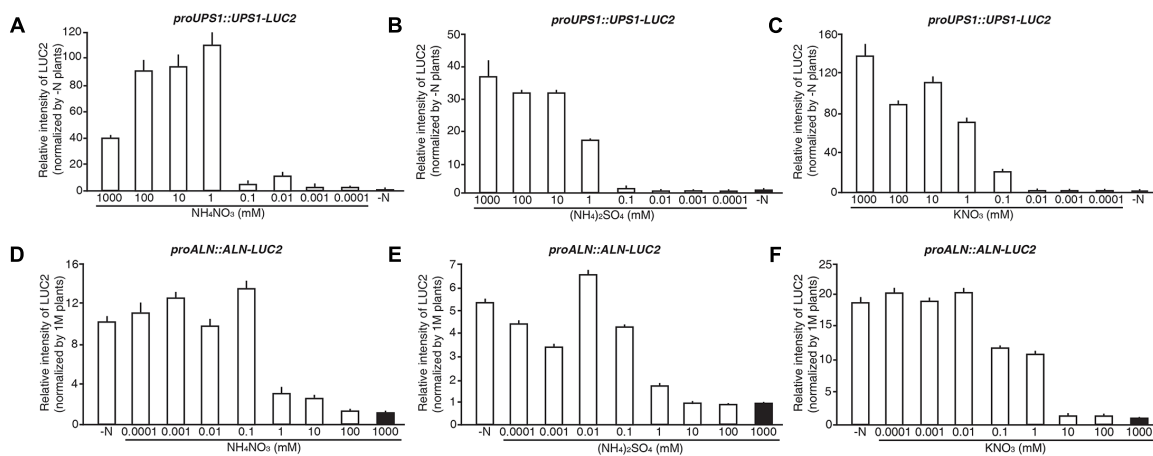 A
proUPS1::UPS1-LUC2
Relative intensity of LUC2
(normalized by -N plants)
120
100
80
60
40
20
0
1000 100 10 1 0.1 0.01 0.001 0.0001 -N
NH4NO3 (mM)
B
proUPS1::UPS1-LUC2
Relative intensity of LUC2
(normalized by -N plants)
50
40
30
20
10
0
1000 100 10 1 0.1 0.01 0.001 0.0001 -N
(NH4)2SO4 (mM)
C
proUPS1::UPS1-LUC2
Relative intensity of LUC2
(normalized by -N plants)
160
120
80
40
0
1000 100 10 1 0.1 0.01 0.001 0.0001 -N
KNO3 (mM)
D
proALN::ALN-LUC2
Relative intensity of LUC2
(normalized by 1M plants)
16
12
8
4
0
-N 0.0001 0.001 0.01 0.1 1 10 100 1000
NH4NO3 (mM)
E
proALN::ALN-LUC2
Relative intensity of LUC2
(normalized by 1M plants)
7
6
5
4
3
2
1
0
-N 0.0001 0.001 0.01 0.1 1 10 100 1000
(NH4)2SO4 (mM)
F
proALN::ALN-LUC2
Relative intensity of LUC2
(normalized by 1M plants)
25
20
15
10
5
0
-N 0.0001 0.001 0.01 0.1 1 10 100 1000
KNO3 (mM)